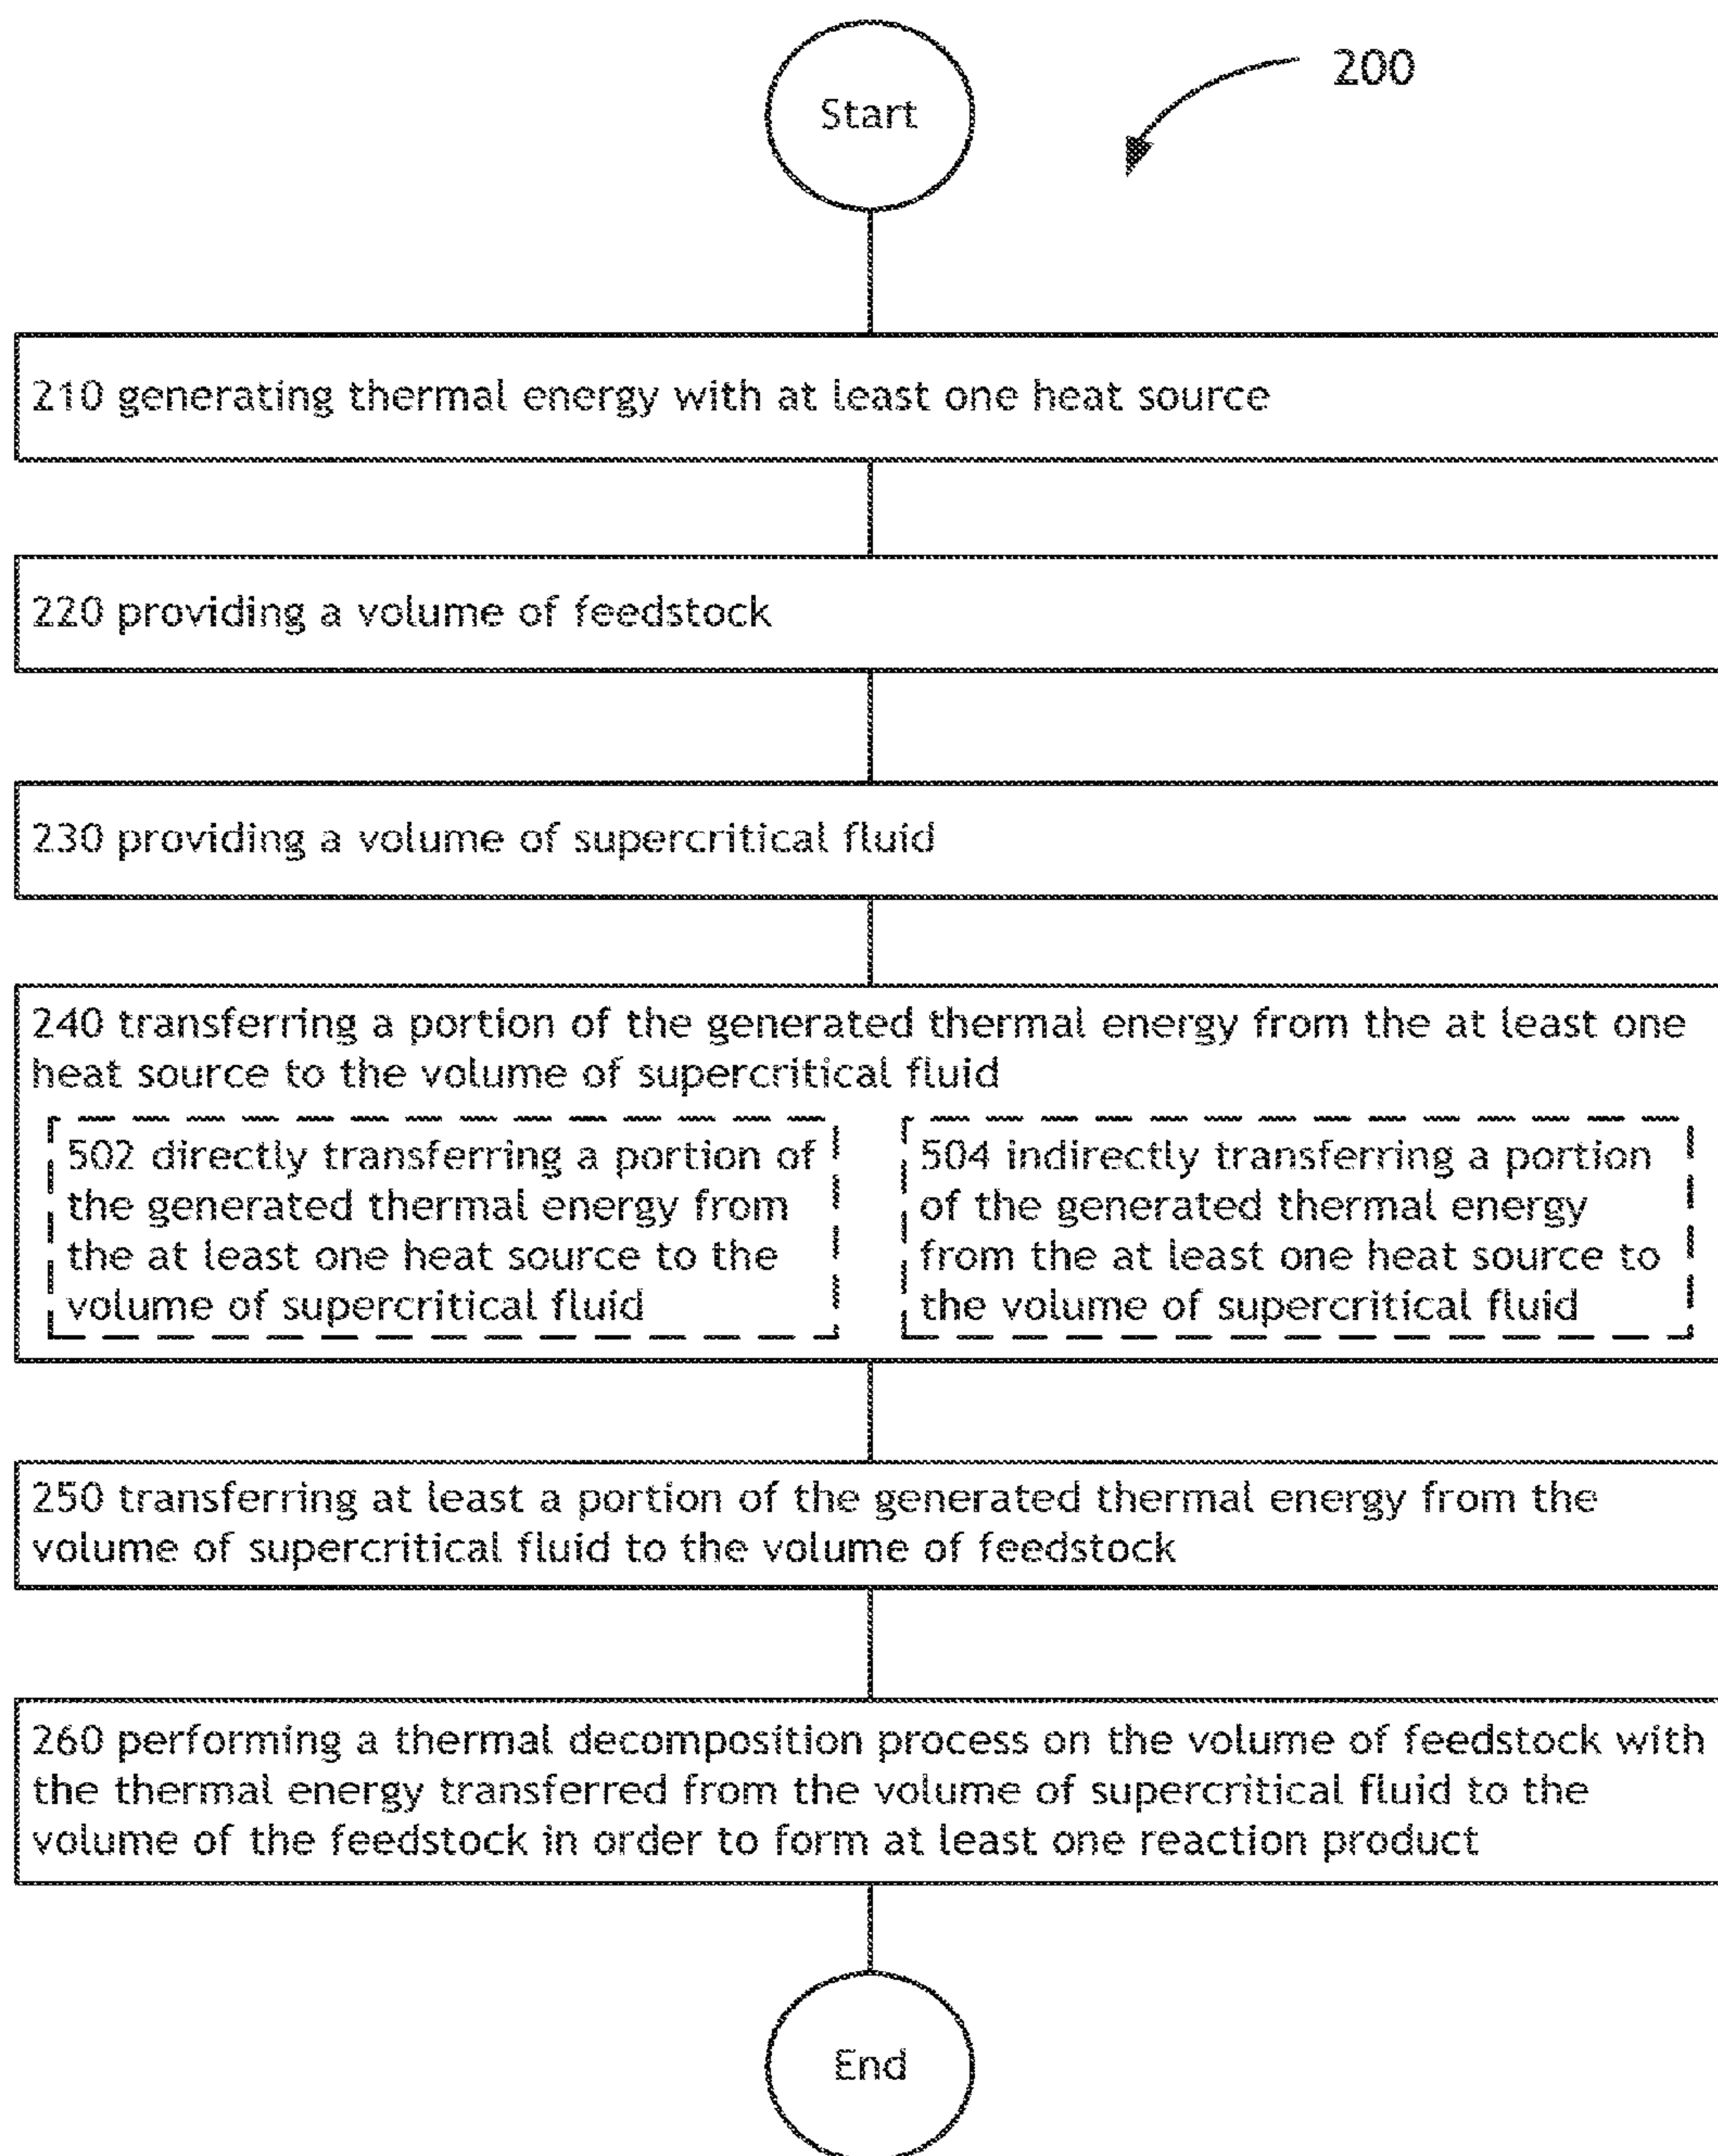 Start
200
210 generating thermal energy with at least one heat source
220 providing a volume of feedstock
230 providing a volume of supercritical fluid
240 transferring a portion of the generated thermal energy from the at least one
heat source to the volume of supercritical fluid
502 directly transferring a portion of
the generated thermal energy from
the at least one heat source to the
volume of supercritical fluid
504 indirectly transferring a portion
of the generated thermal energy
from the at least one heat source to
the volume of supercritical fluid
250 transferring at least a portion of the generated thermal energy from the
volume of supercritical fluid to the volume of feedstock
260 performing a thermal decomposition process on the volume of feedstock with
the thermal energy transferred from the volume of supercritical fluid to the
volume of the feedstock in order to form at least one reaction product
End